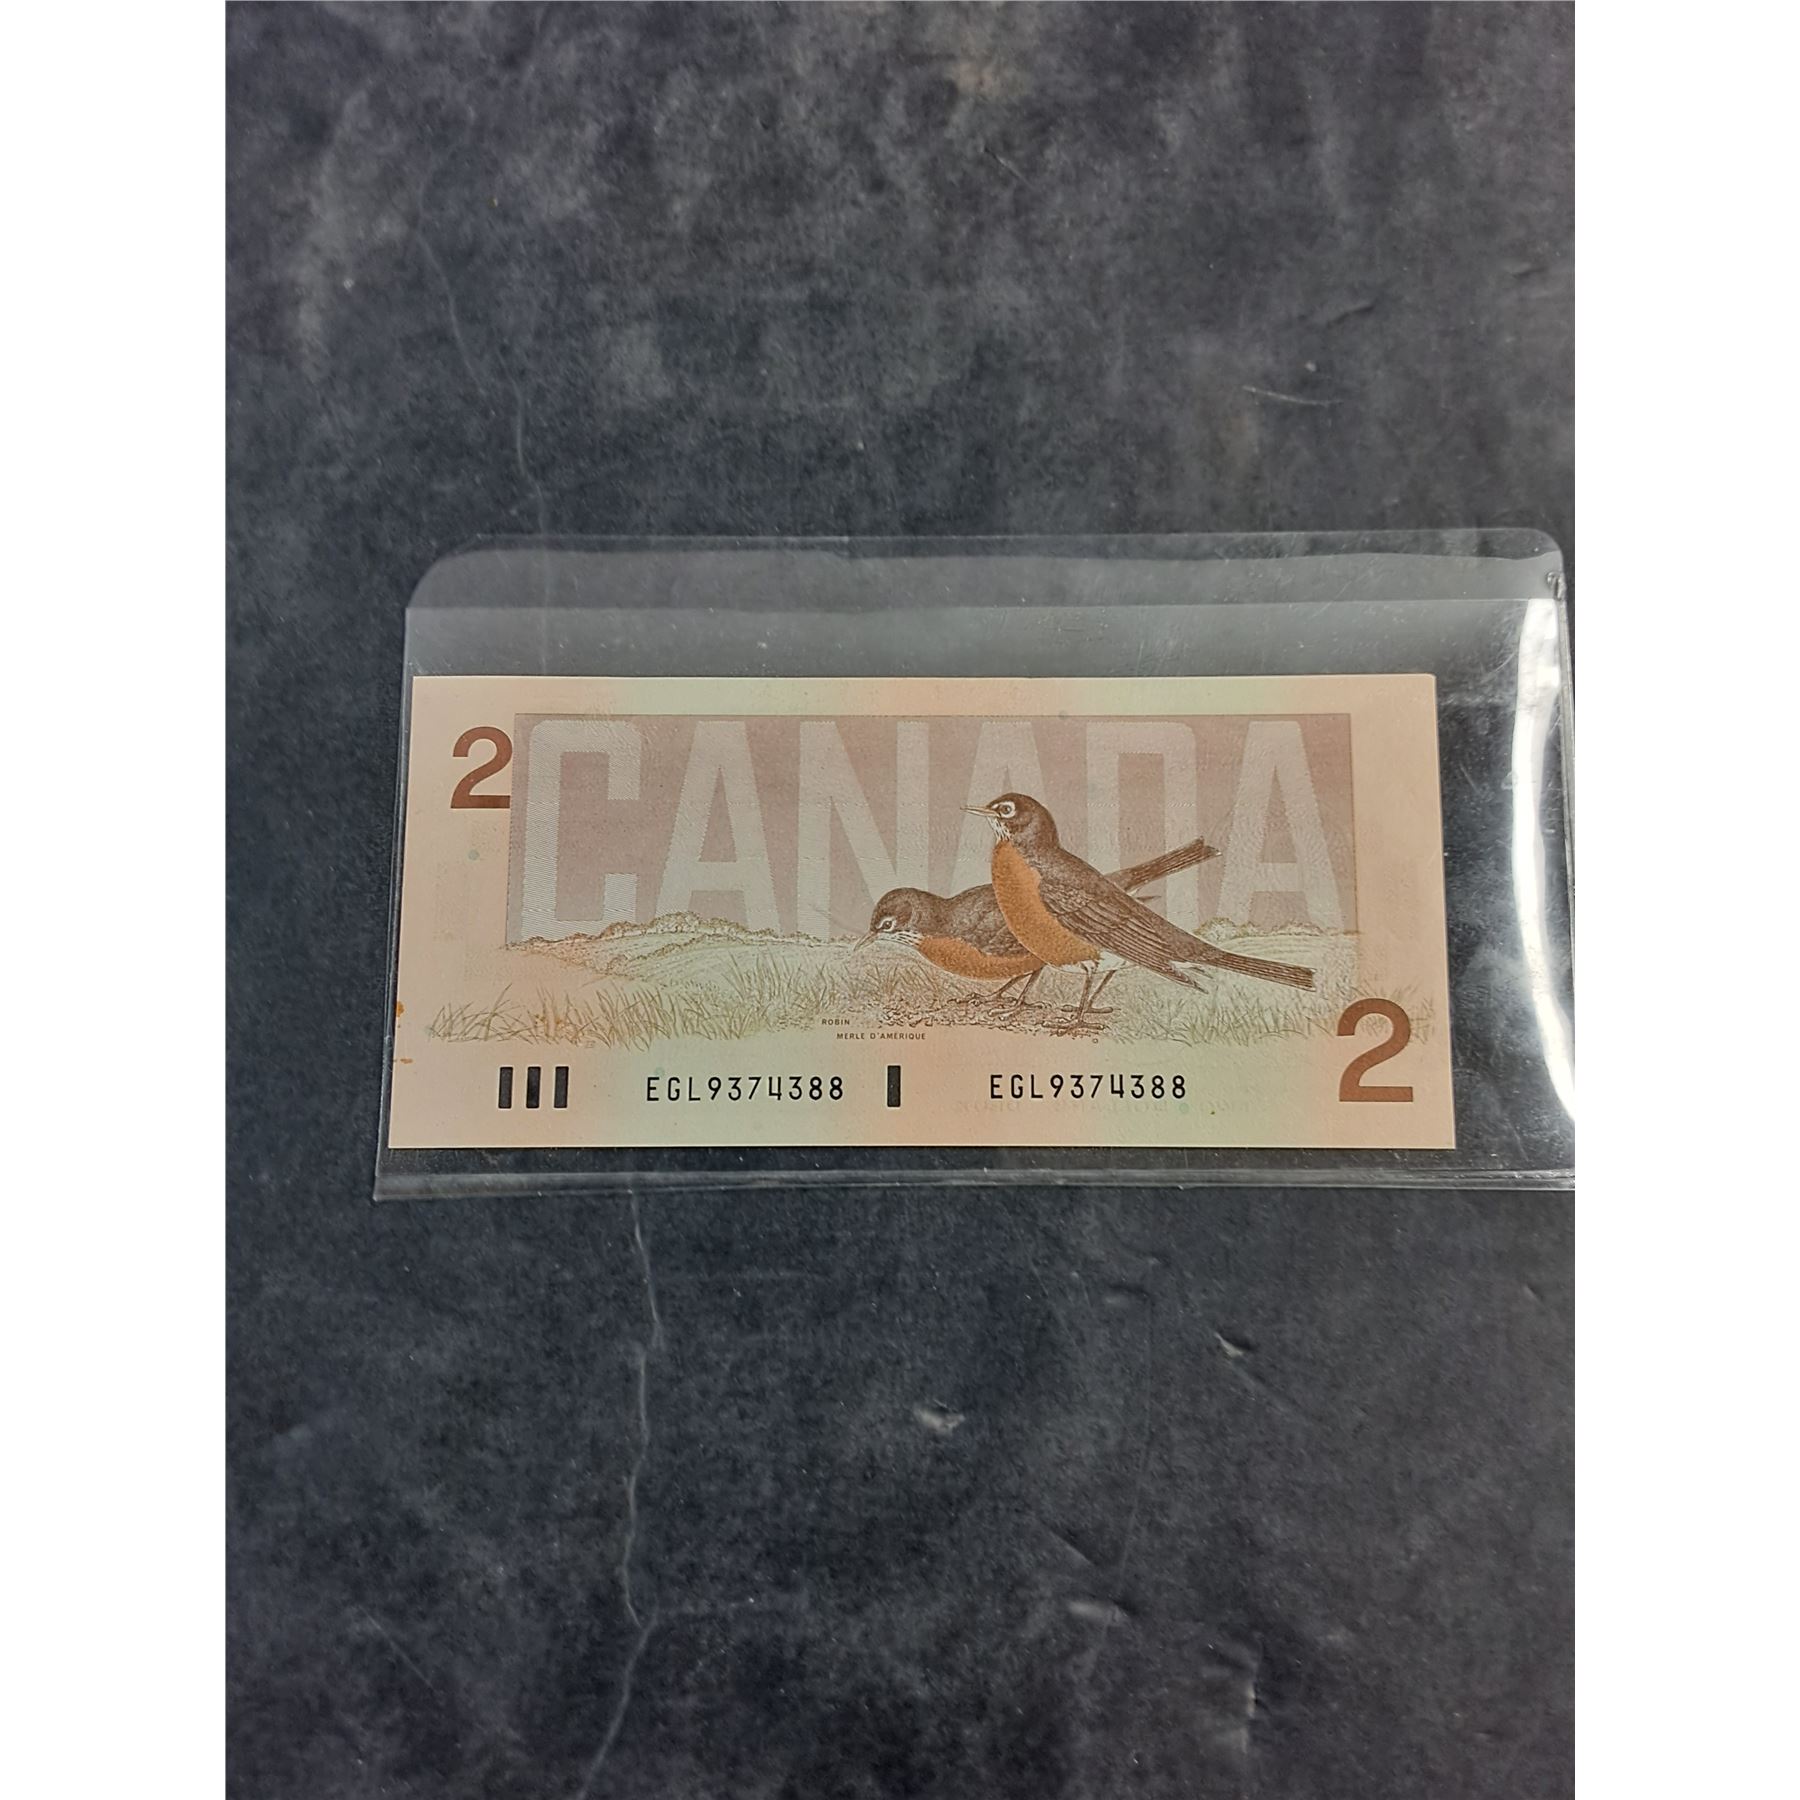 2
CANADA
ROBIN
MERLE D'AMÉRIQUE
EGL9374388 EGL9374388
2